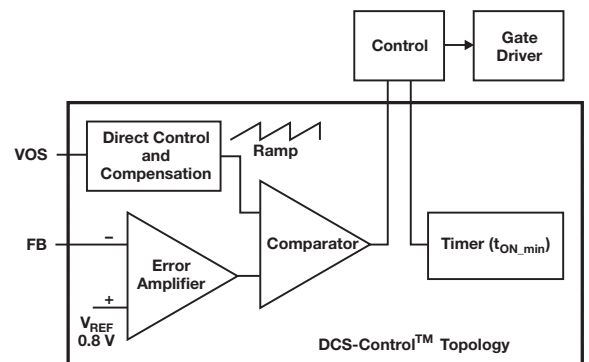 Control
Gate
Driver
VOS
Direct Control
and
Compensation
Ramp
FB
–
Error
Amplifier
+
VREF
0.8 V
Comparator
Timer (tON_min)
DCS-Control™ Topology